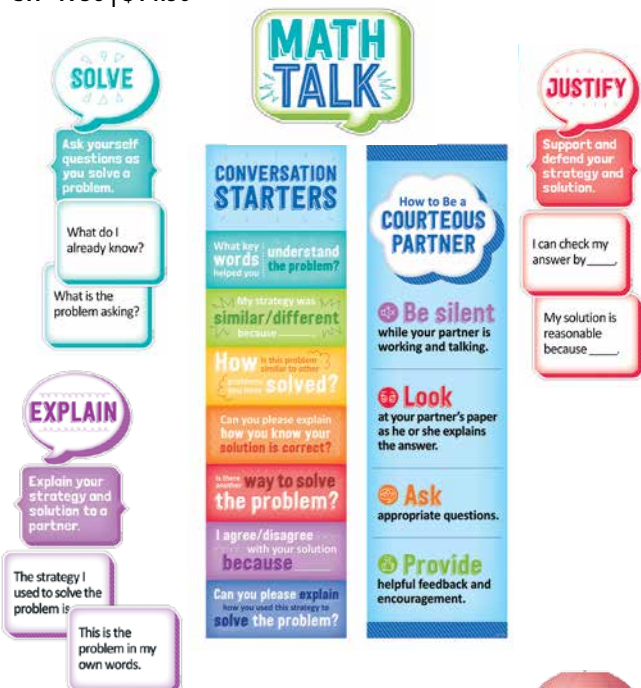 MATH
TALK
SOLVE
Ask yourself
questions as
you solve a
problem.
What do I
already know?
What is the
problem asking?
EXPLAIN
Explain your
strategy and
solution to a
partner.
The strategy I
used to solve the
problem is
This is the
problem in my
own words.
CONVERSATION
STARTERS
What key
words
helped you
understand
the problem?
My strategy was
similar/different
because ______.
How is this problem
similar to other
problems
you have solved?
Can you please explain
how you know your
solution is correct?
Is there
another way to solve
the problem?
I agree/disagree
with your solution
because ______.
Can you please explain
how you used this strategy to
solve the problem?
How to Be a
COURTEOUS
PARTNER
Be silent
while your partner is
working and talking.
Look
at your partner's paper
as he or she explains
the answer.
Ask
appropriate questions.
Provide
helpful feedback and
encouragement.
JUSTIFY
Support and
defend your
strategy and
solution.
I can check my
answer by_____.
My solution is
reasonable
because _____.